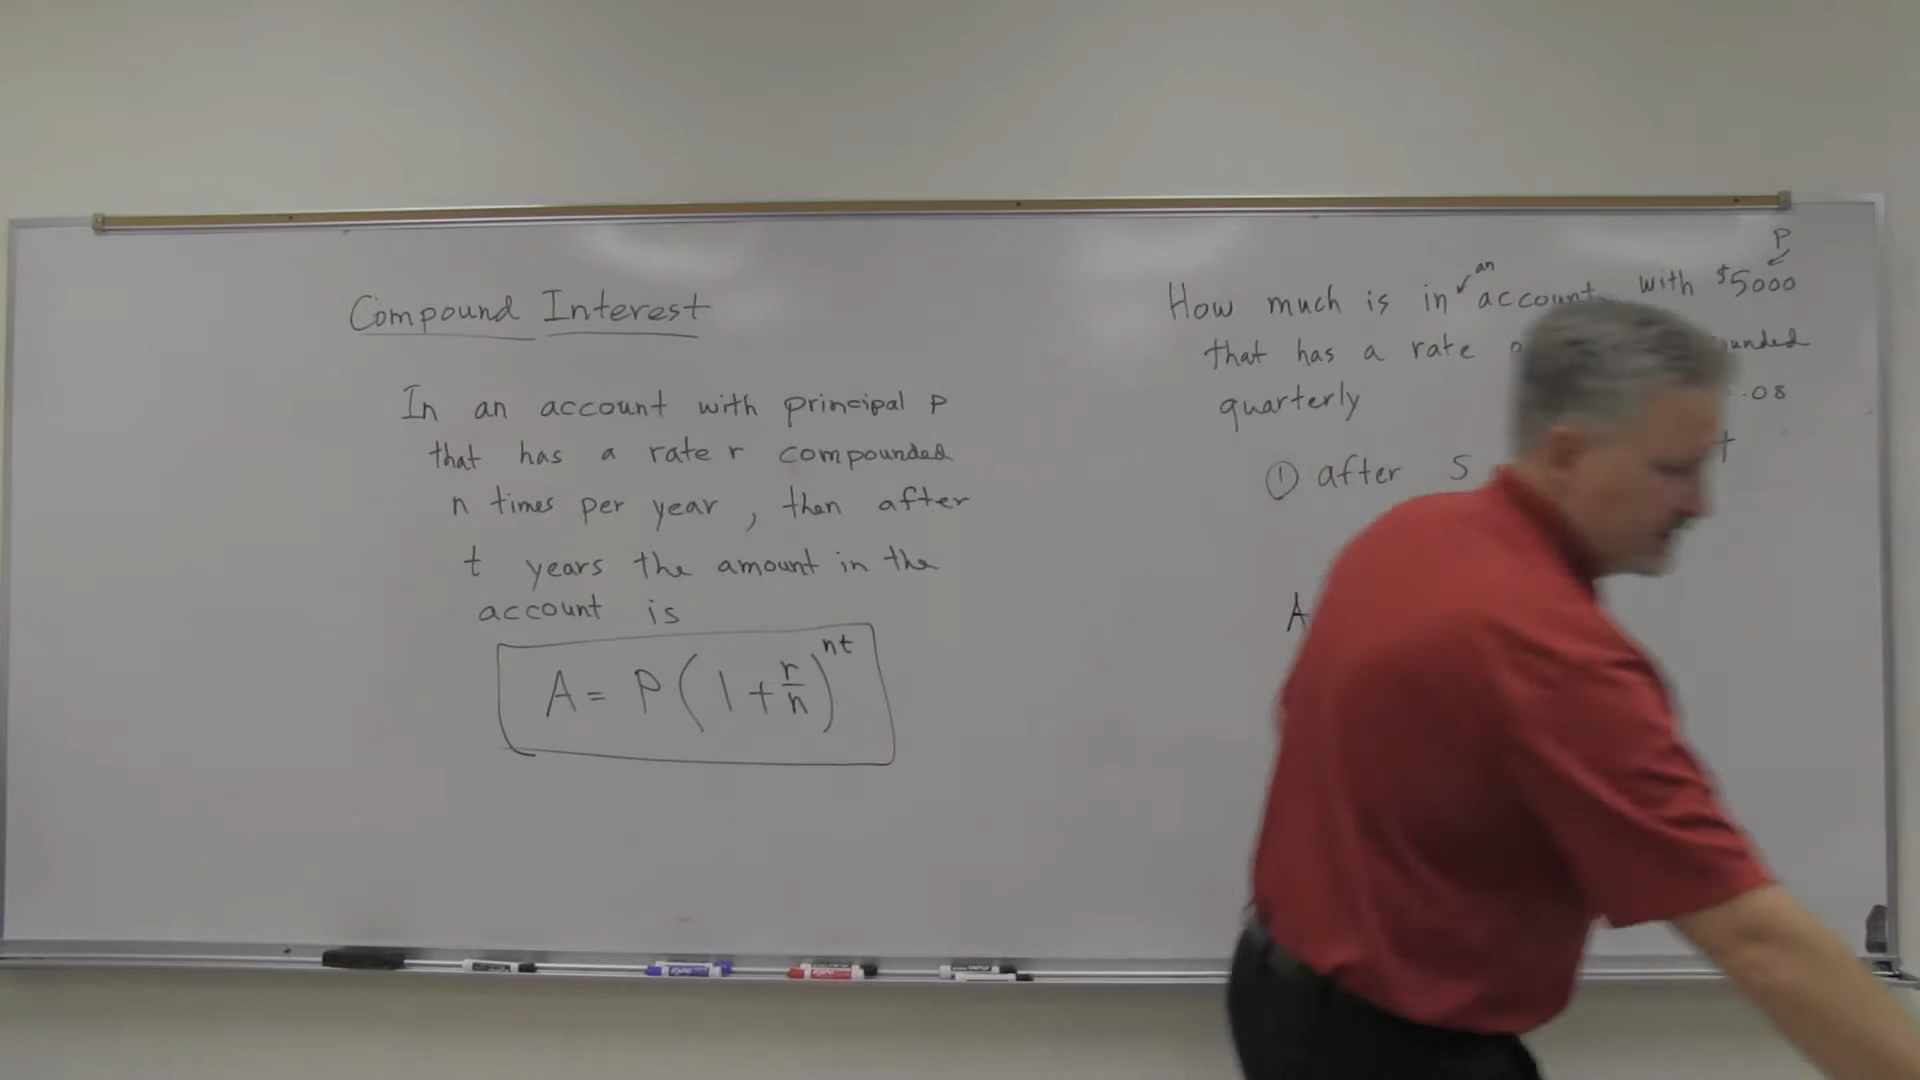 Compound Interest
In an account with principal P
that has a rate r compounded
n times per year, then after
t years the amount in the
account is
A = P(1+r/n)^nt
P
an
How much is in account with $5000
that has a rate
quarterly
.08
① after 5
t
A